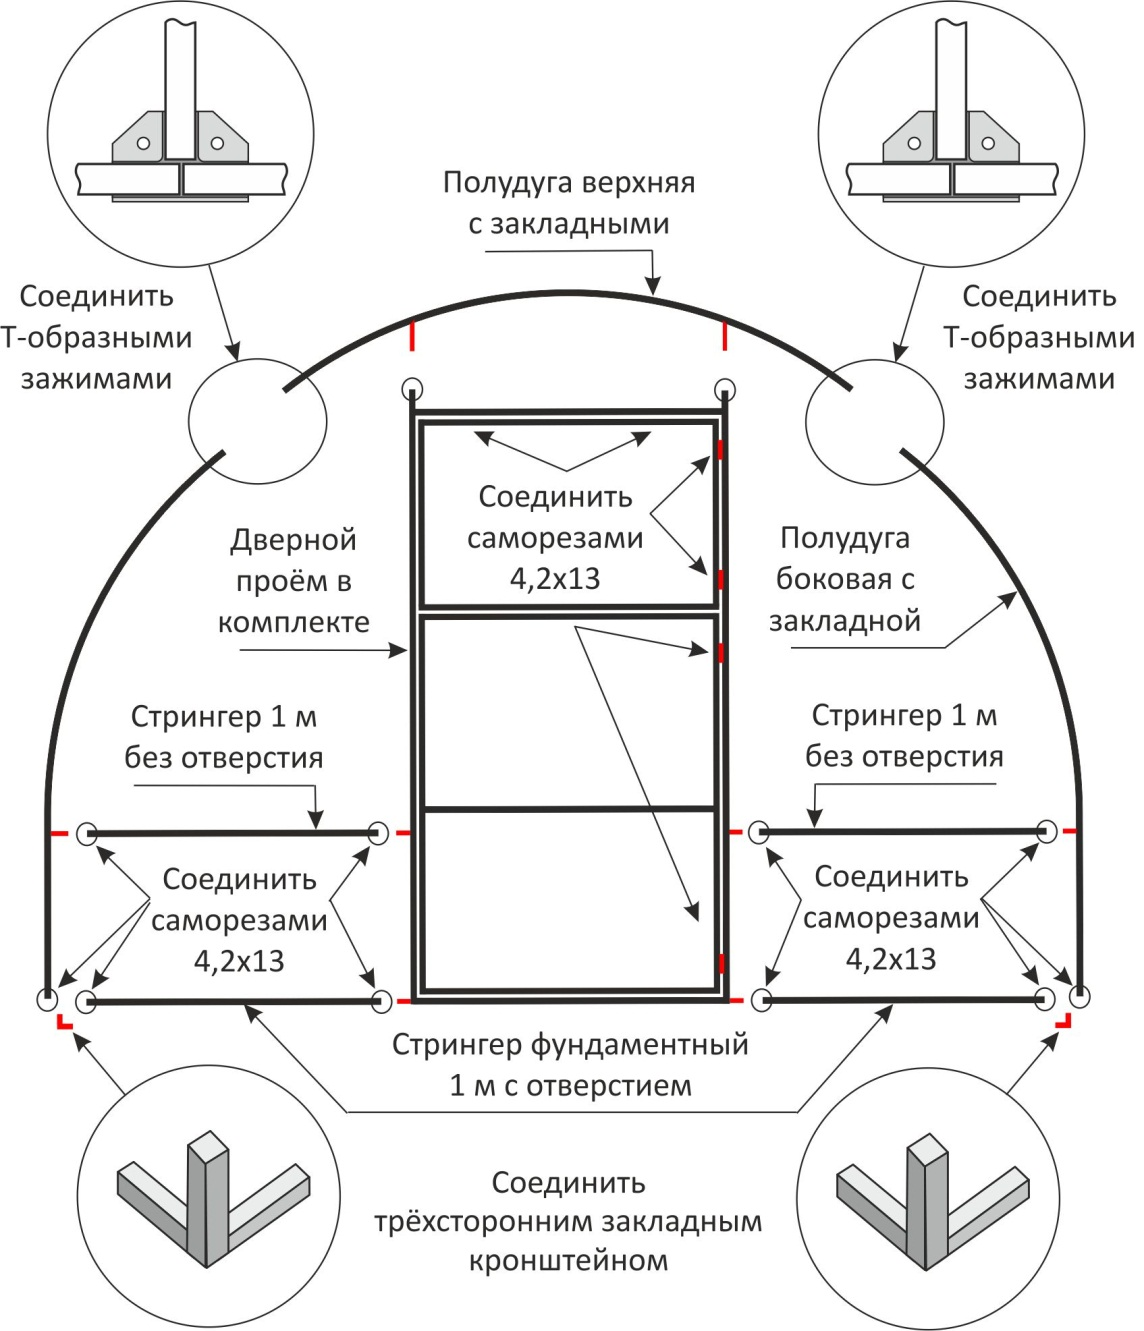 Полудуга верхняя
с закладными
Соединить
Т-образными
зажимами
Соединить
Т-образными
зажимами
Соединить
саморезами
4,2х13
Дверной
проём в
комплекте
Полудуга
боковая с
закладной
Стрингер 1 м
без отверстия
Стрингер 1 м
без отверстия
Соединить
саморезами
4,2х13
Соединить
саморезами
4,2х13
Стрингер фундаментный
1 м с отверстием
Соединить
трёхсторонним закладным
кронштейном